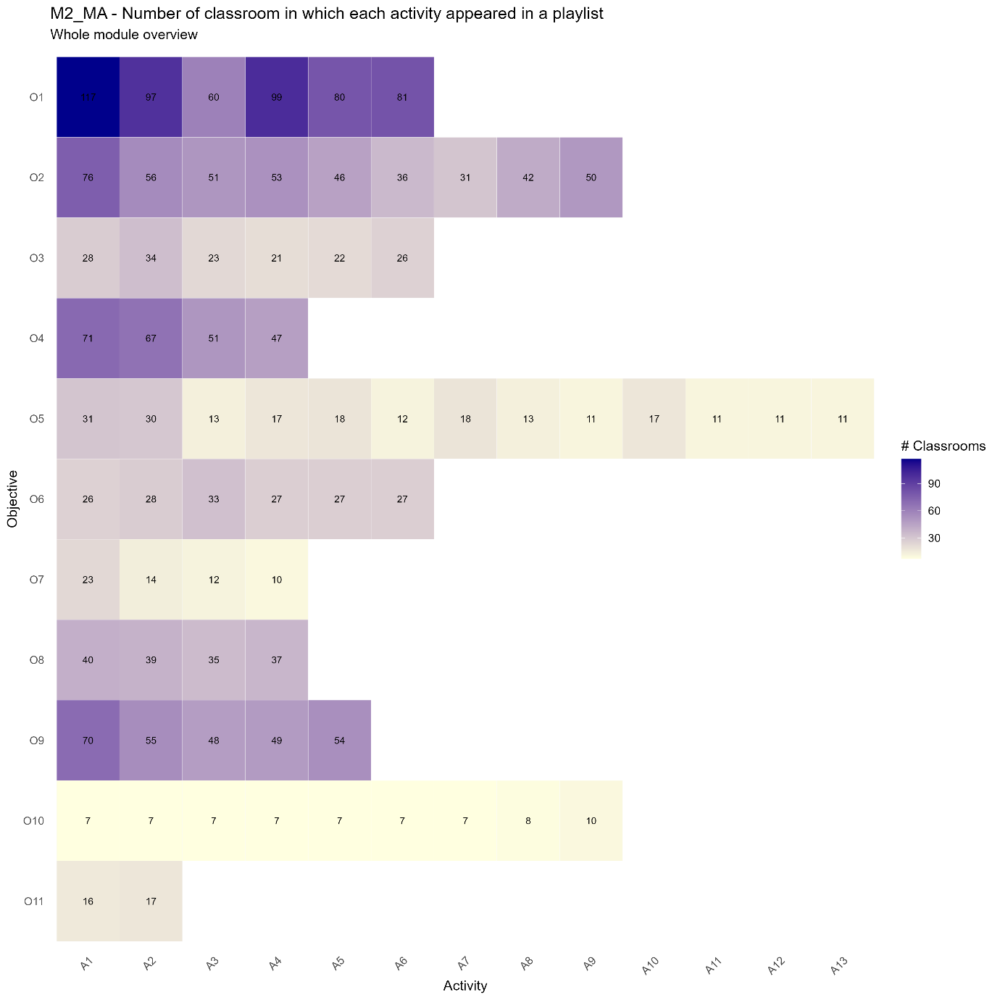 M2_MA - Number of classroom in which each activity appeared in a playlist
Whole module overview
O1 117 97 60 99 80 81
O2 76 56 51 53 46 36 31 42 50
O3 28 34 23 21 22 26
O4 71 67 51 47
O5 31 30 13 17 18 12 18 13 11 17 11 11 11
O6 26 28 33 27 27 27
O7 23 14 12 10
O8 40 39 35 37
O9 70 55 48 49 54
O10 7 7 7 7 7 7 7 8 10
O11 16 17
A1 A2 A3 A4 A5 A6 A7 A8 A9 A10 A11 A12 A13
Activity
Objective
# Classrooms
90
60
30